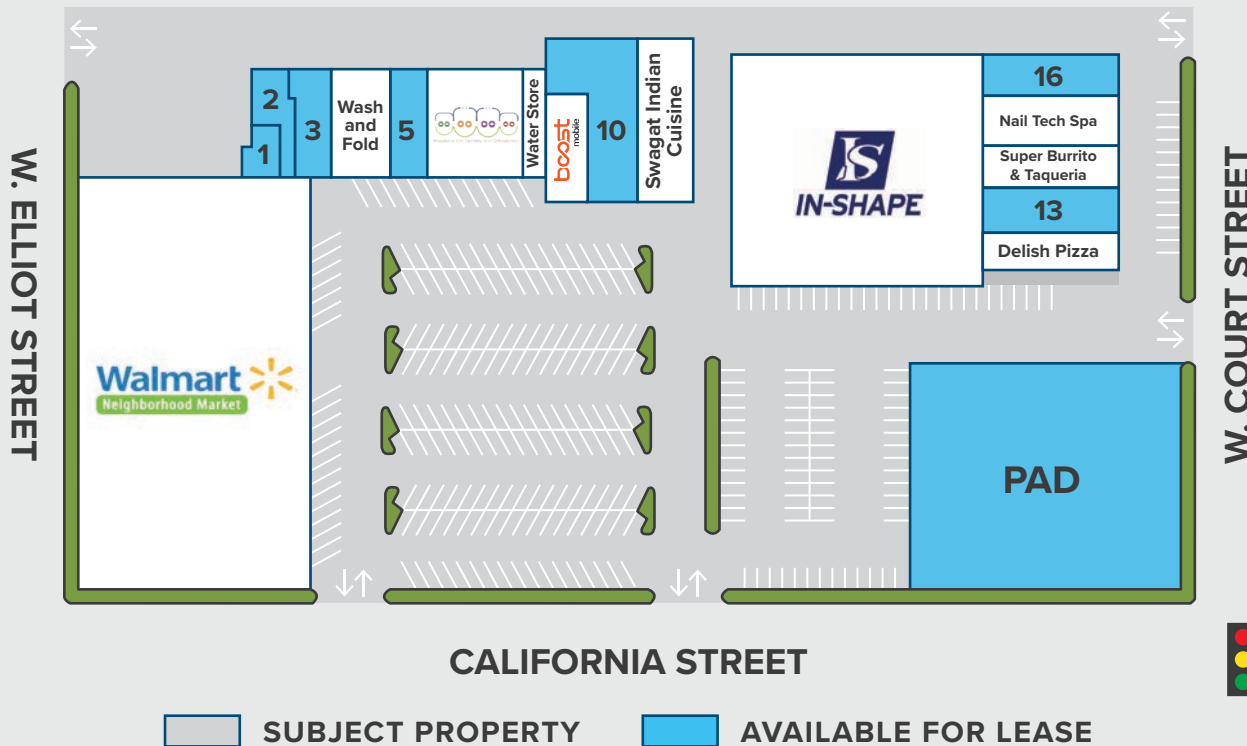 2
1
3
Wash
and
Fold
5
Water Store
boost
mobile
10
Swagat Indian
Cuisine
IS
IN-SHAPE
16
Nail Tech Spa
Super Burrito
& Taqueria
13
Delish Pizza
W. ELLIOT STREET
W. COURT STREET
Walmart
Neighborhood Market
PAD
CALIFORNIA STREET
SUBJECT PROPERTY
AVAILABLE FOR LEASE